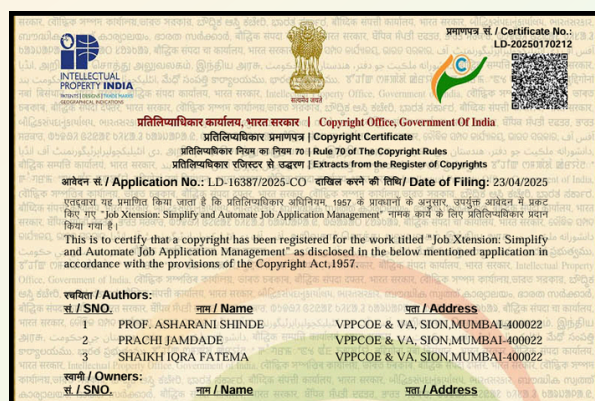 प्रमाणपत्र सं. / Certificate No.:
LD-20250170212
INTELLECTUAL
PROPERTY INDIA
PATENTS | DESIGNS | TRADE MARKS
GEOGRAPHICAL INDICATIONS
सत्यमेव जयते
प्रतिलिप्याधिकार कार्यालय, भारत सरकार | Copyright Office, Government Of India
प्रतिलिप्यधिकार प्रमाणपत्र | Copyright Certificate
प्रतिलिप्यधिकार नियम का नियम 70 | Rule 70 of The Copyright Rules
प्रतिलिप्यधिकार रजिस्टर से उद्धरण | Extracts from the Register of Copyrights
आवेदन सं. / Application No.: LD-16387/2025-CO दाखिल करने की तिथि/ Date of Filing: 23/04/2025
एतद्द्वारा यह प्रमाणित किया जाता है कि प्रतिलिप्यधिकार अधिनियम, 1957 के प्रावधानों के अनुसार, उपर्युक्त आवेदन में प्रकट
किए गए "Job Xtension: Simplify and Automate Job Application Management" नामक कार्य के लिए प्रतिलिप्यधिकार प्रदान
किया गया है।
This is to certify that a copyright has been registered for the work titled "Job Xtension: Simplify
and Automate Job Application Management" as disclosed in the below mentioned application in
accordance with the provisions of the Copyright Act,1957.
रचयिता / Authors:
सं. / SNO. नाम / Name पता / Address
1 PROF. ASHARANI SHINDE VPPCOE & VA, SION,MUMBAI-400022
2 PRACHI JAMDADE VPPCOE & VA, SION,MUMBAI-400022
3 SHAIKH IQRA FATEMA VPPCOE & VA, SION,MUMBAI-400022
स्वामी / Owners:
सं. / SNO. नाम / Name पता / Address